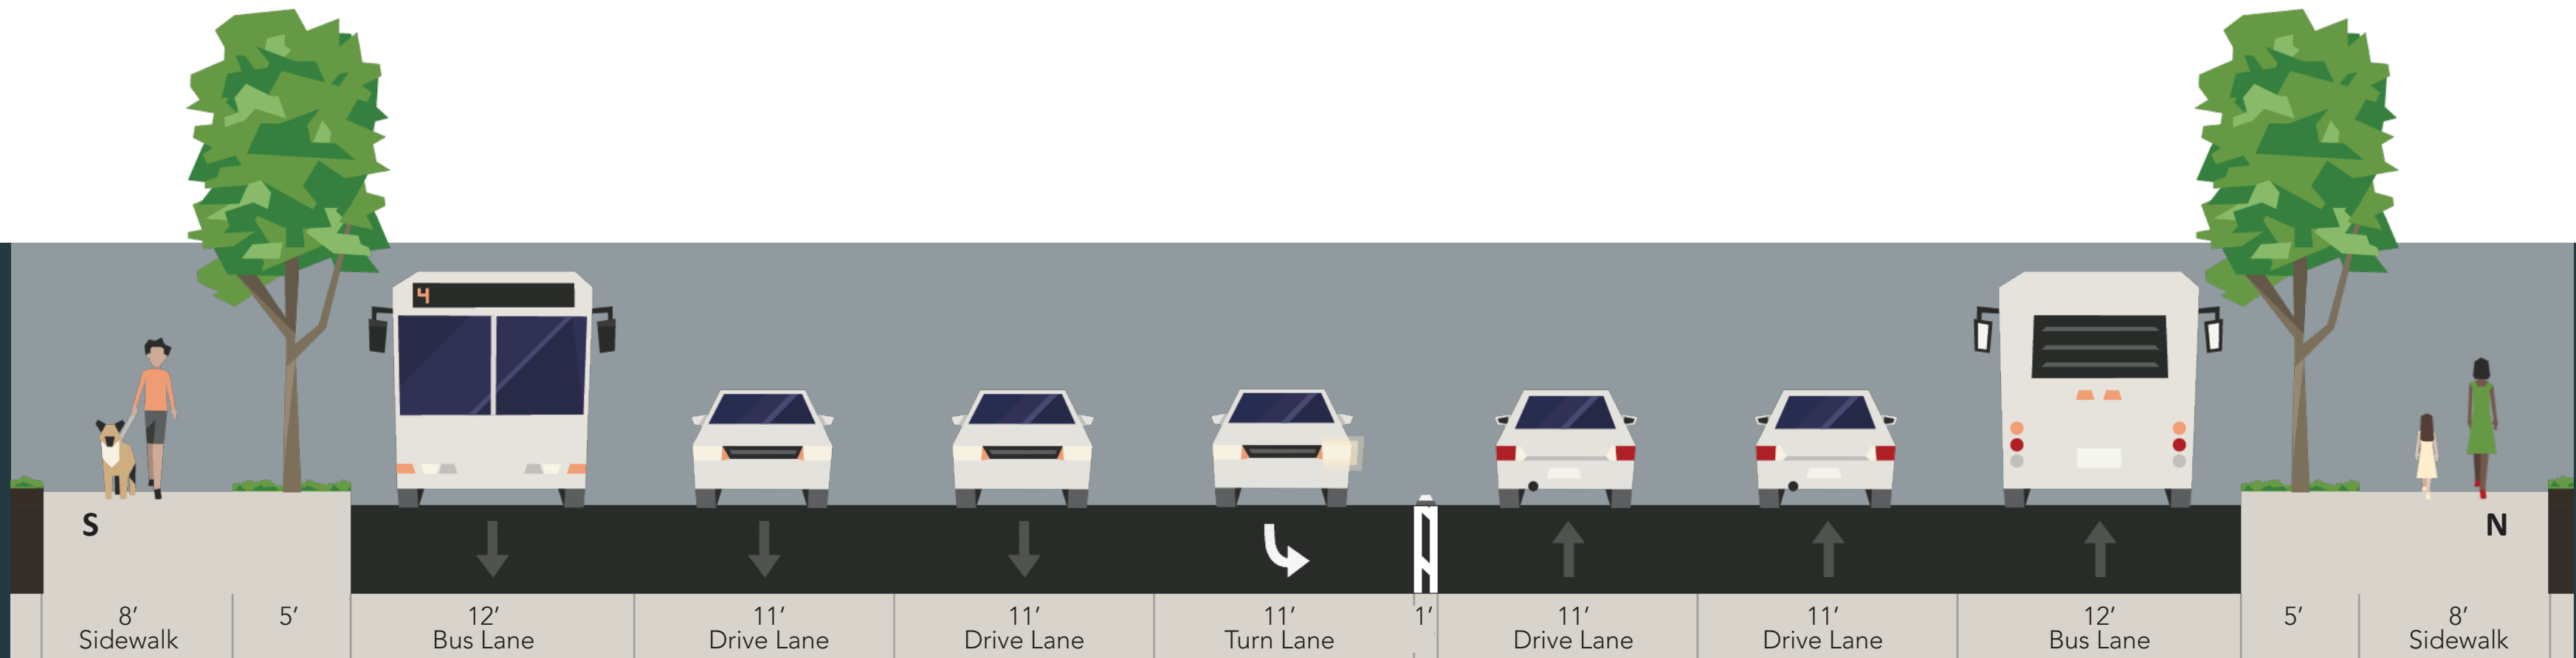 4
S
N
8′ 5′ 12′ 11′ 11′ 11′ 1′ 11′ 11′ 12′ 5′ 8′
Sidewalk Bus Lane Drive Lane Drive Lane Turn Lane Drive Lane Drive Lane Bus Lane Sidewalk